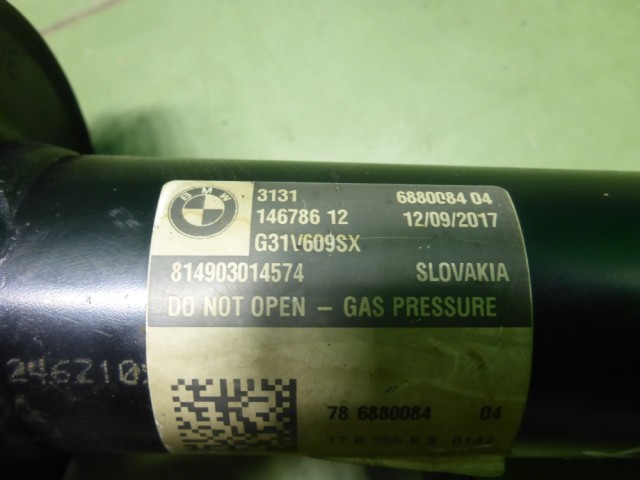 BMW
3131 6880084 04
146786 12 12/09/2017
G31V609SX
814903014574 SLOVAKIA
DO NOT OPEN – GAS PRESSURE
78 6880084 04